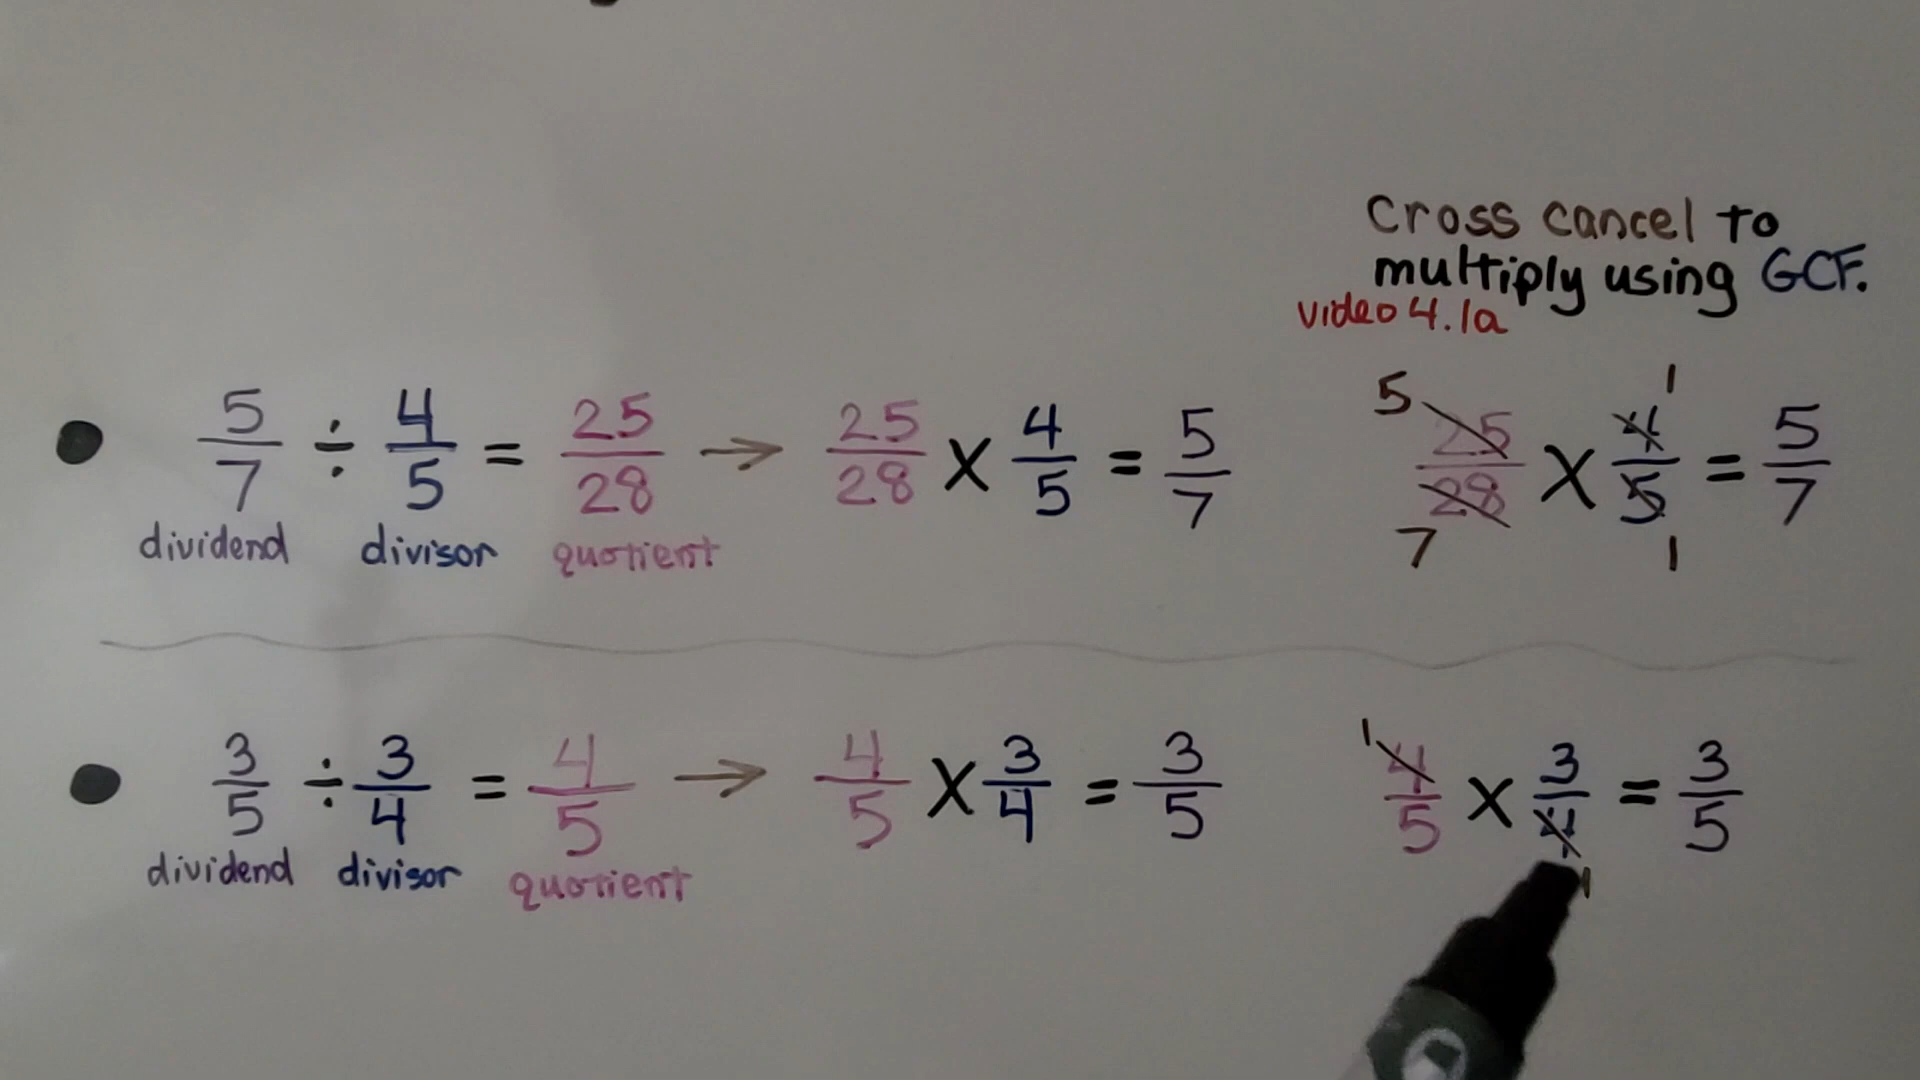 Cross cancel to
multiply using GCF.
video 4.1a
5/7 ÷ 4/5 = 25/28 → 25/28 X 4/5 = 5/7
dividend divisor quotient
5 1
25/28 X 4/5 = 5/7
7 1
3/5 ÷ 3/4 = 4/5 → 4/5 X 3/4 = 3/5
dividend divisor quotient
1
4/5 X 3/4 = 3/5
1